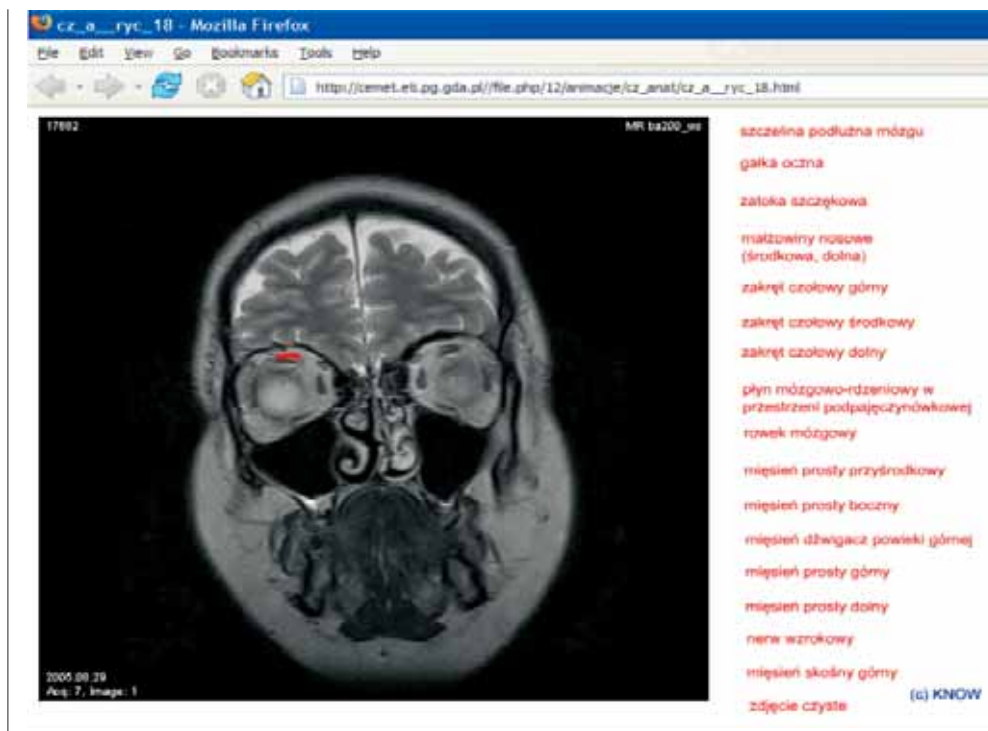 cz_a__ryc_18 - Mozilla Firefox
File Edit View Go Bookmarks Tools Help
http://cemet.eti.pg.gda.pl//file.php/12/animacje/cz_anat/cz_a__ryc_18.html
17882 MR ba200_ws
szczelina podłużna mózgu
gałka oczna
zatoka szczękowa
małżowiny nosowe
(środkowa, dolna)
zakręt czołowy górny
zakręt czołowy środkowy
zakręt czołowy dolny
płyn mózgowo-rdzeniowy w
przestrzeni podpajęczynówkowej
rowek mózgowy
mięsień prosty przyśrodkowy
mięsień prosty boczny
mięsień dźwigacz powieki górnej
mięsień prosty górny
mięsień prosty dolny
nerw wzrokowy
mięsień skośny górny
zdjęcie czyste
2005.08.29
Acq: 7, Image: 1
(c) KNOW